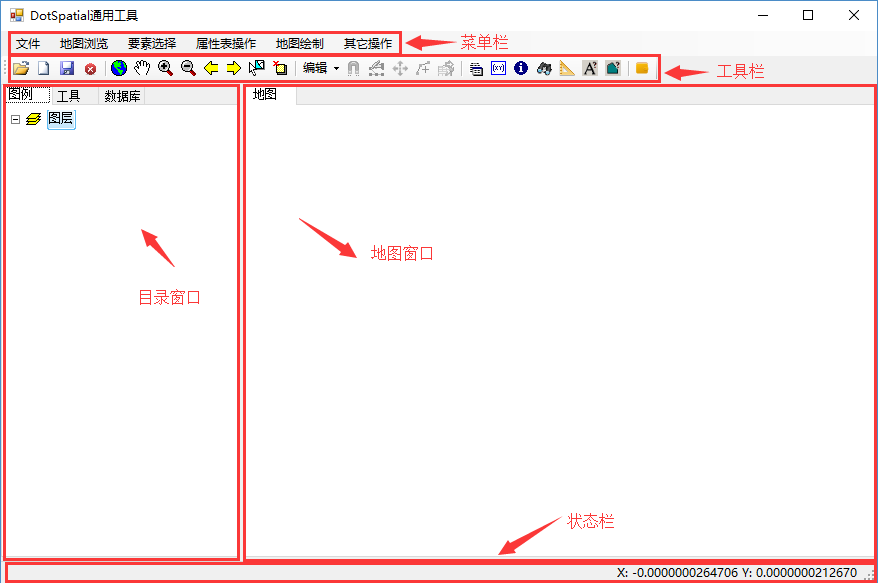 DotSpatial通用工具
文件 地图浏览 要素选择 属性表操作 地图绘制 其它操作 菜单栏
编辑 (XY) A? 工具栏
图例 工具 数据库 地图
图层
地图窗口
目录窗口
状态栏
X: -0.0000000264706 Y: 0.0000000212670